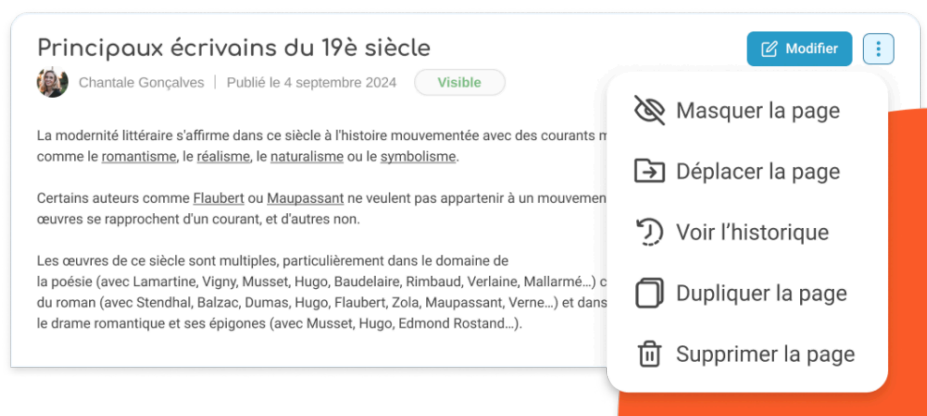 Principaux écrivains du 19è siècle
Modifier
Chantale Gonçalves | Publié le 4 septembre 2024
Visible
La modernité littéraire s'affirme dans ce siècle à l'histoire mouvementée avec des courants
comme le romantisme, le réalisme, le naturalisme ou le symbolisme.
Certains auteurs comme Flaubert ou Maupassant ne veulent pas appartenir à un
œuvres se rapprochent d'un courant, et d'autres non.
Les œuvres de ce siècle sont multiples, particulièrement dans le domaine de
la poésie (avec Lamartine, Vigny, Musset, Hugo, Baudelaire, Rimbaud, Verlaine, Mallarmé...)
du roman (avec Stendhal, Balzac, Dumas, Hugo, Flaubert, Zola, Maupassant, Verne...) et dans
le drame romantique et ses épigones (avec Musset, Hugo, Edmond Rostand...).
Masquer la page
Déplacer la page
Voir l'historique
Dupliquer la page
Supprimer la page